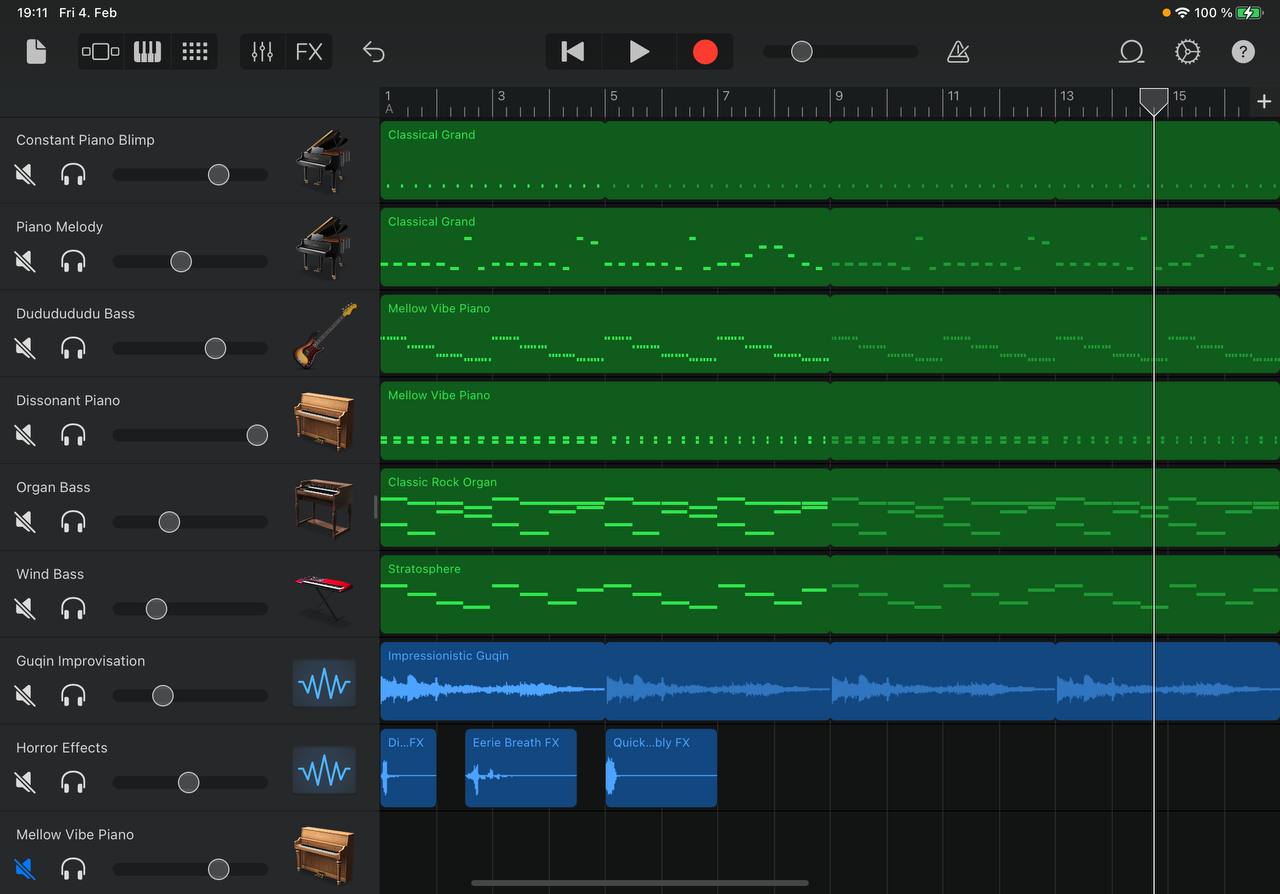 19:11 Fri 4. Feb
100 %
FX
?
1 3 5 7 9 11 13 15 +
A
Constant Piano Blimp
Classical Grand
Piano Melody
Classical Grand
Dududududu Bass
Mellow Vibe Piano
Dissonant Piano
Mellow Vibe Piano
Organ Bass
Classic Rock Organ
Wind Bass
Stratosphere
Guqin Improvisation
Impressionistic Guqin
Horror Effects
Di...FX
Eerie Breath FX
Quick...bly FX
Mellow Vibe Piano